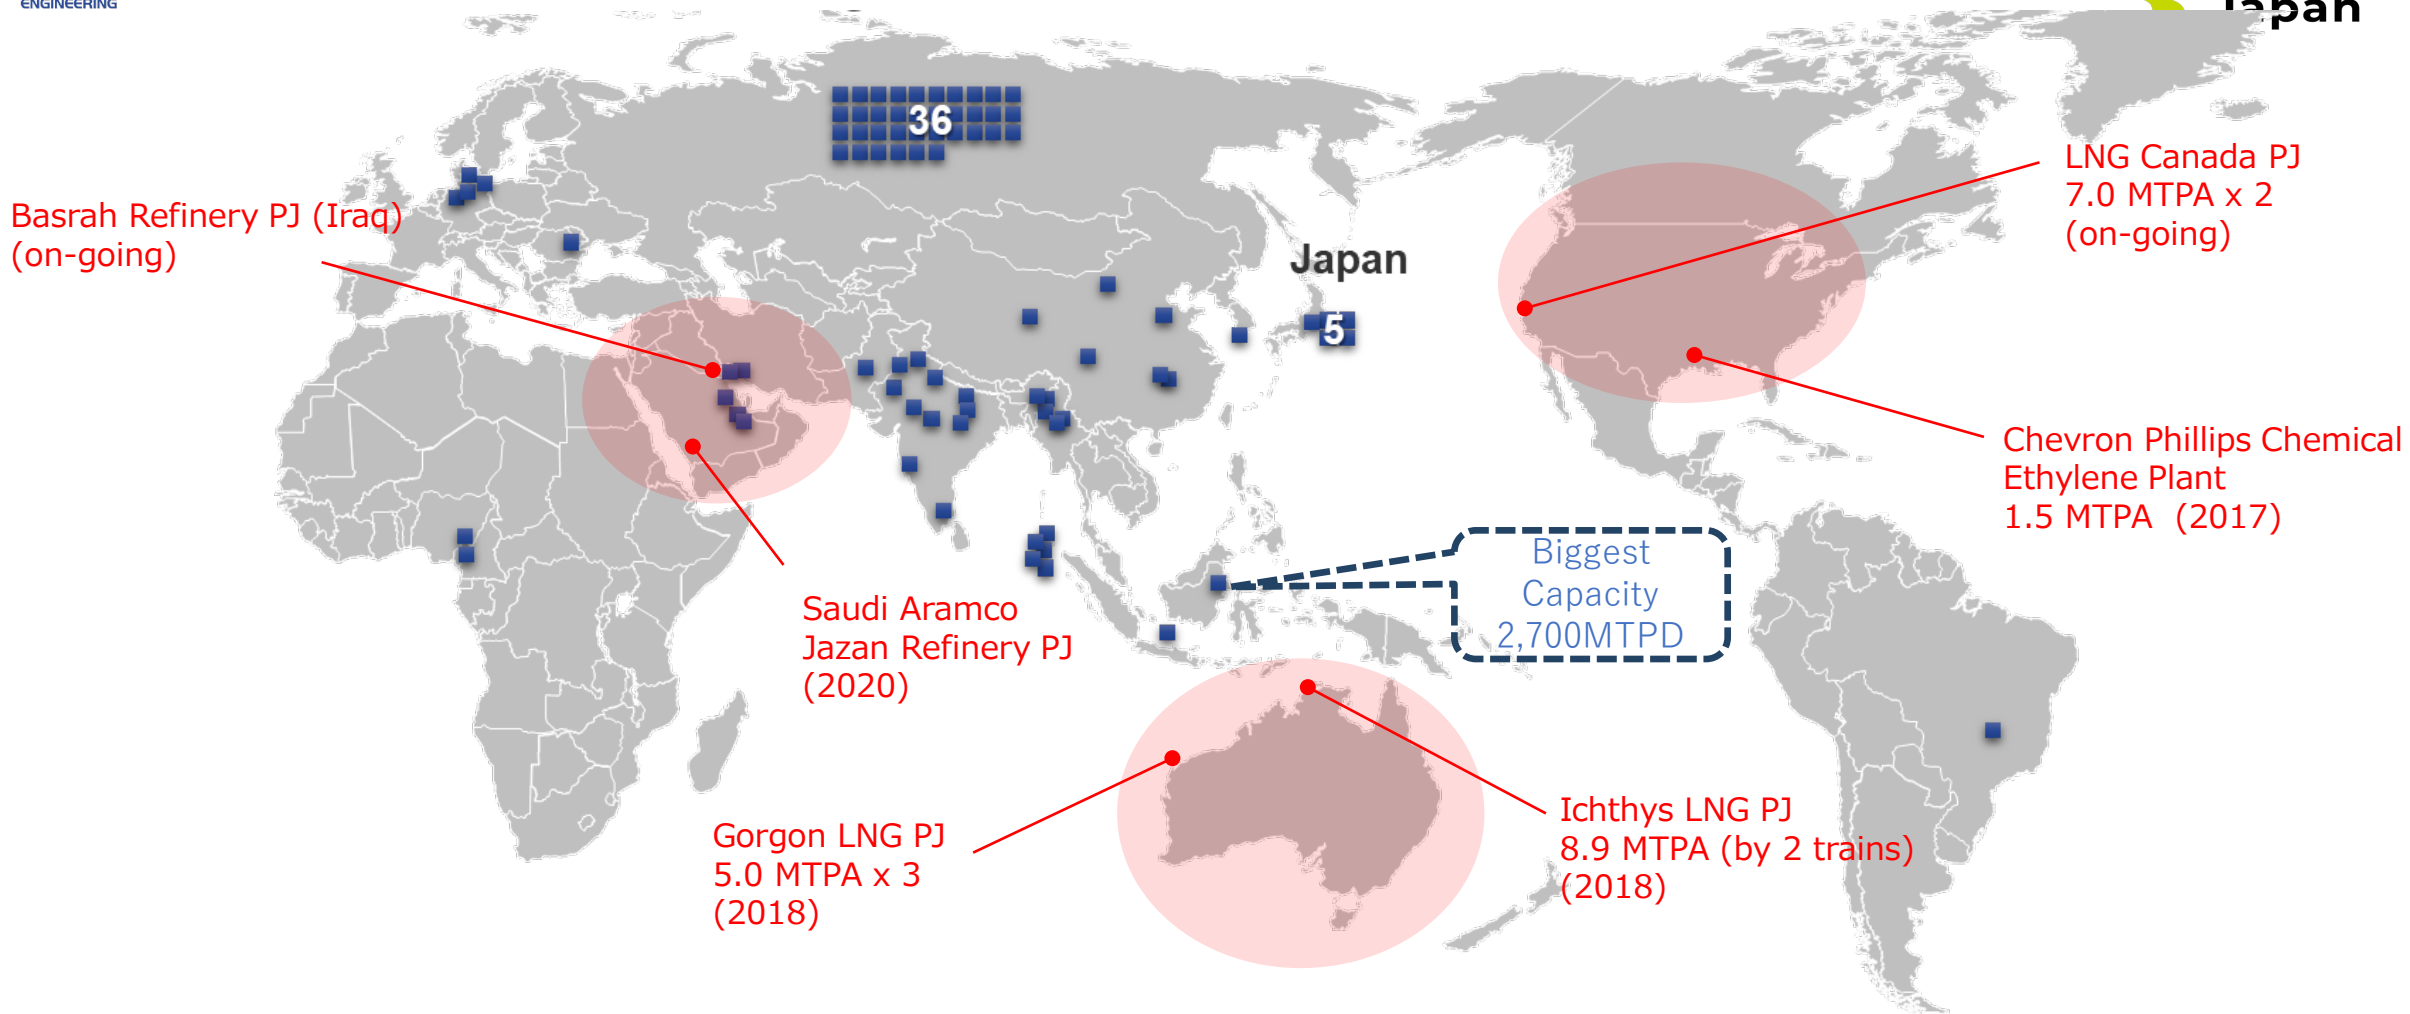 ENGINEERING
Japan
36
LNG Canada PJ
7.0 MTPA x 2
(on-going)
Basrah Refinery PJ (Iraq)
(on-going)
Japan
5
Chevron Phillips Chemical
Ethylene Plant
1.5 MTPA (2017)
Biggest
Capacity
2,700MTPD
Saudi Aramco
Jazan Refinery PJ
(2020)
Gorgon LNG PJ
5.0 MTPA x 3
(2018)
Ichthys LNG PJ
8.9 MTPA (by 2 trains)
(2018)